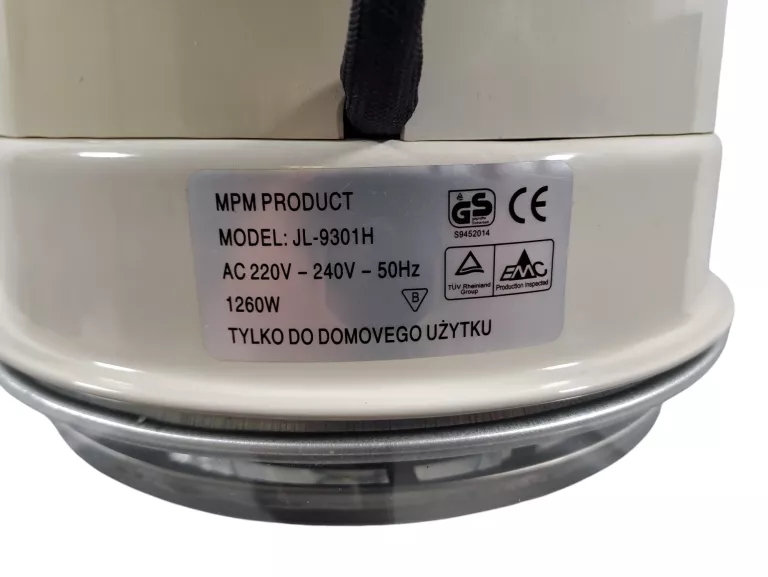 MPM PRODUCT
MODEL: JL-9301H
AC 220V – 240V – 50Hz
1260W
B
TYLKO DO DOMOVEGO UŻYTKU
GS
S9452014
CE
TÜV Rheinland
Group
EMC
Production inspected